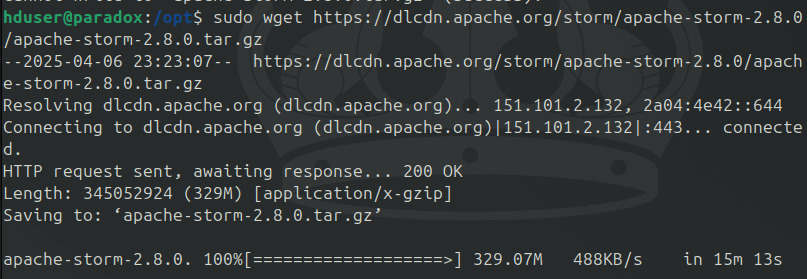 hduser@paradox:/opt$ sudo wget https://dlcdn.apache.org/storm/apache-storm-2.8.0
/apache-storm-2.8.0.tar.gz
--2025-04-06 23:23:07--  https://dlcdn.apache.org/storm/apache-storm-2.8.0/apach
e-storm-2.8.0.tar.gz
Resolving dlcdn.apache.org (dlcdn.apache.org)... 151.101.2.132, 2a04:4e42::644
Connecting to dlcdn.apache.org (dlcdn.apache.org)|151.101.2.132|:443... connecte
d.
HTTP request sent, awaiting response... 200 OK
Length: 345052924 (329M) [application/x-gzip]
Saving to: ‘apache-storm-2.8.0.tar.gz’
apache-storm-2.8.0. 100%[===================>] 329.07M   488KB/s    in 15m 13s